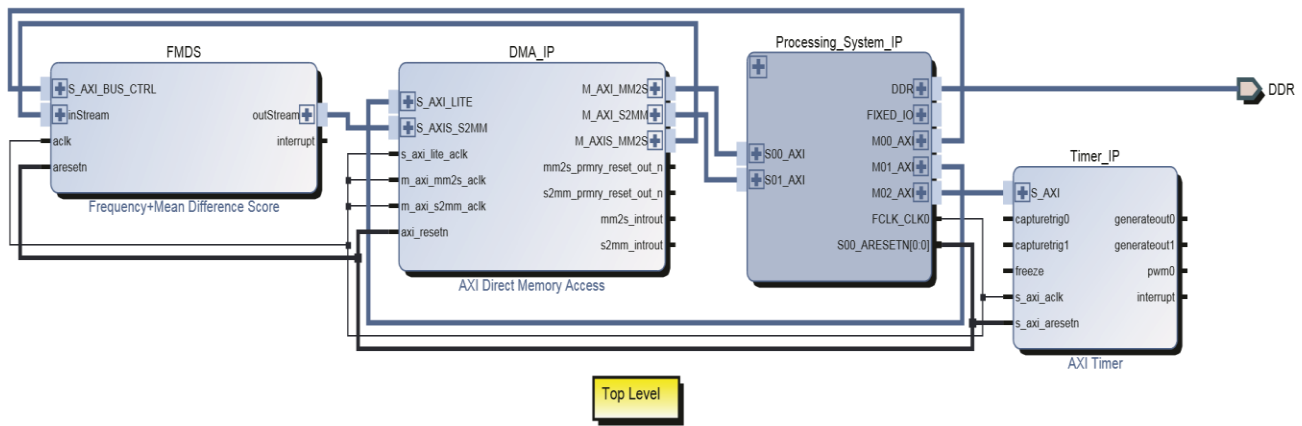 FMDS
S_AXI_BUS_CTRL
inStream
outStream
aclk
interrupt
aresetn
Frequency+Mean Difference Score
DMA_IP
M_AXI_MM2S
S_AXI_LITE
M_AXI_S2MM
S_AXIS_S2MM
M_AXIS_MM2S
s_axi_lite_aclk
mm2s_prmry_reset_out_n
m_axi_mm2s_aclk
s2mm_prmry_reset_out_n
m_axi_s2mm_aclk
mm2s_introut
axi_resetn
s2mm_introut
AXI Direct Memory Access
Processing_System_IP
DDR
FIXED_IO
M00_AXI
S00_AXI
M01_AXI
S01_AXI
M02_AXI
FCLK_CLK0
S00_ARESETN[0:0]
DDR
Timer_IP
S_AXI
capturetrig0
generateout0
capturetrig1
generateout1
freeze
pwm0
s_axi_aclk
interrupt
s_axi_aresetn
AXI Timer
Top Level